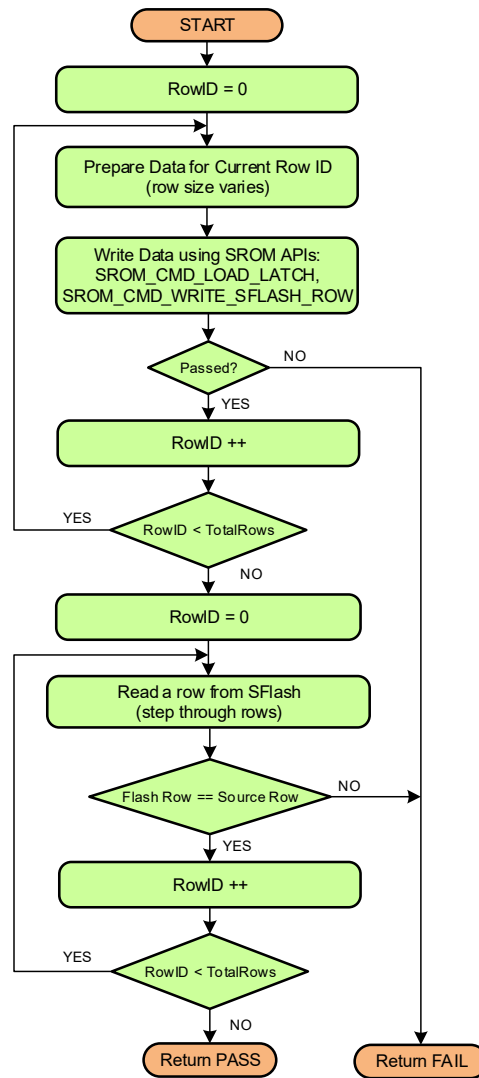 START
RowID = 0
Prepare Data for Current Row ID
(row size varies)
Write Data using SROM APIs:
SROM_CMD_LOAD_LATCH,
SROM_CMD_WRITE_SFLASH_ROW
Passed?
NO
YES
RowID ++
YES
RowID < TotalRows
NO
RowID = 0
Read a row from SFlash
(step through rows)
Flash Row == Source Row
NO
YES
RowID ++
YES
RowID < TotalRows
NO
Return PASS
Return FAIL